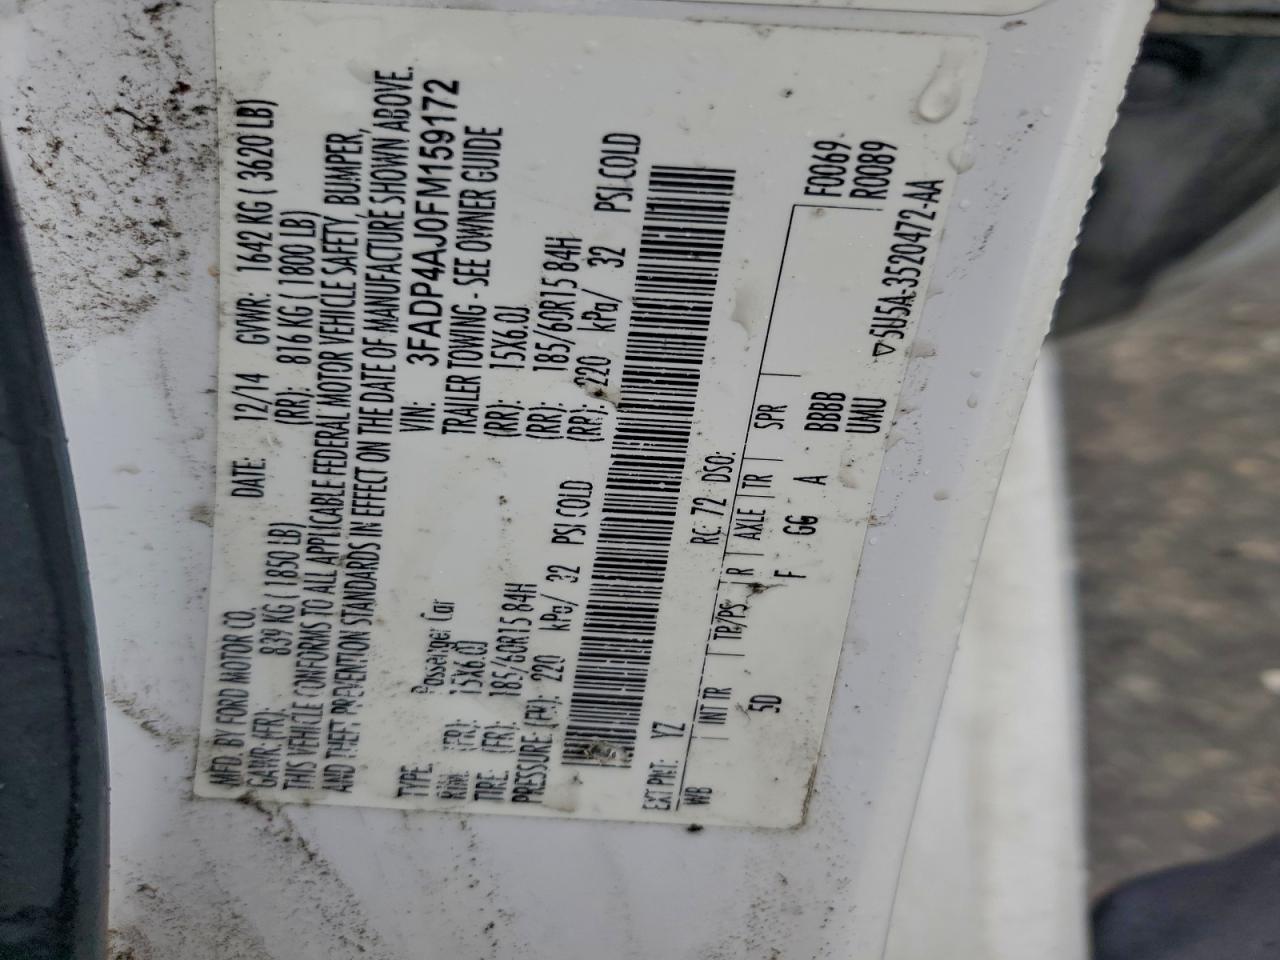 MFD. BY FORD MOTOR CO. DATE: 12/14 GVWR: 1642 KG ( 3620 LB)
GAWR (FR): 839 KG ( 1850 LB) (RR): 816 KG ( 1800 LB)
THIS VEHICLE CONFORMS TO ALL APPLICABLE FEDERAL MOTOR VEHICLE SAFETY, BUMPER,
AND THEFT PREVENTION STANDARDS IN EFFECT ON THE DATE OF MANUFACTURE SHOWN ABOVE.
VIN: 3FADP4AJ0FM159172
TYPE: Passenger Car TRAILER TOWING - SEE OWNER GUIDE
RIM: (FR): 15X6.0J (RR): 15X6.0J
TIRE: (FR): 185/60R15 84H (RR): 185/60R15 84H
PRESSURE: (FR): 220 kPa/ 32 PSI COLD (RR): 220 kPa/ 32 PSI COLD
EXT PNT: YZ RC: 72 DSO: F0069
WB INT TR TP/PS R AXLE TR SPR R0089
5D F GG A BBBB
UMU
▽5U5A-3520472-AA